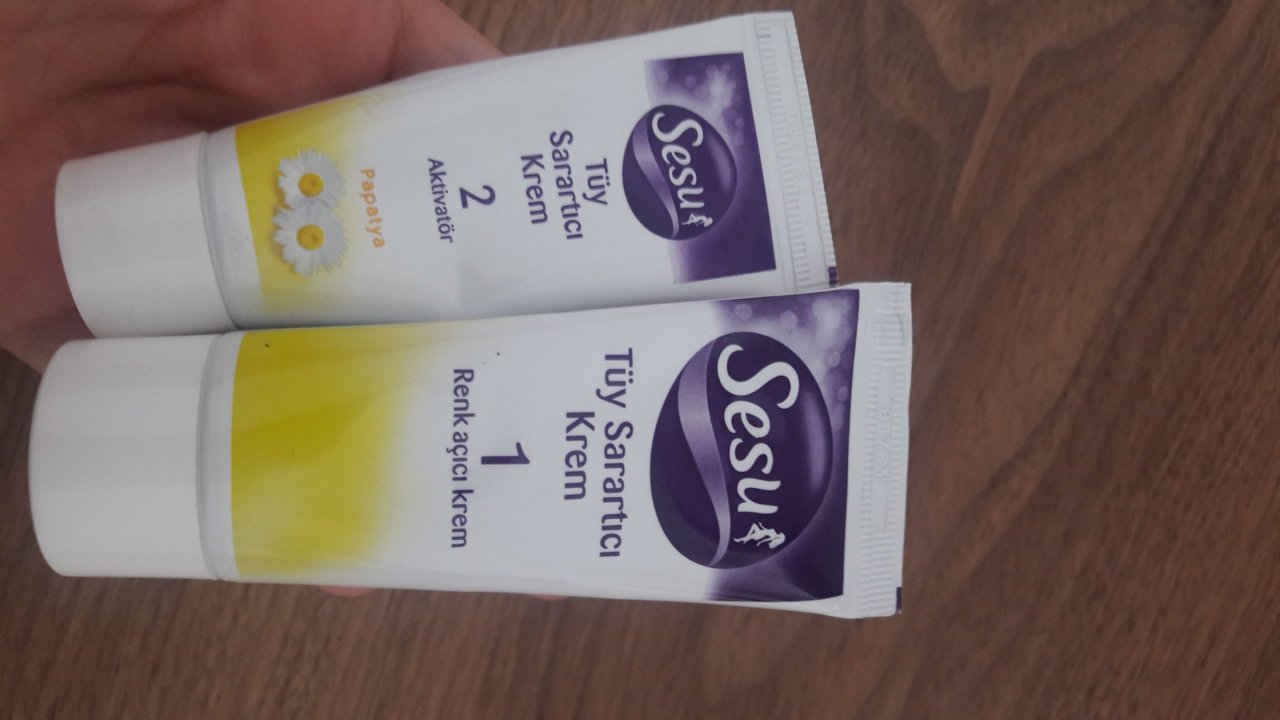 Sesu
Tüy
Sarartıcı
Krem
2
Aktivatör
Papatya
Sesu
Tüy Sarartıcı
Krem
1
Renk açıcı krem